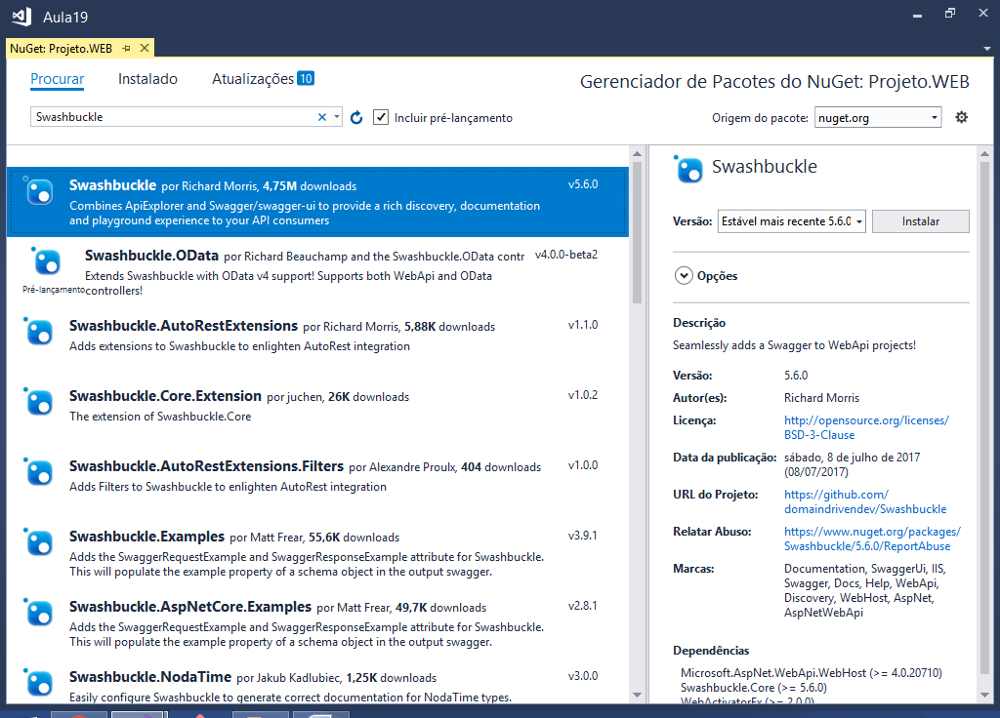 Aula19
NuGet: Projeto.WEB
Procurar Instalado Atualizações 10
Gerenciador de Pacotes do NuGet: Projeto.WEB
Swashbuckle
Incluir pré-lançamento
Origem do pacote: nuget.org
Swashbuckle por Richard Morris, 4,75M downloads v5.6.0
Combines ApiExplorer and Swagger/swagger-ui to provide a rich discovery, documentation
and playground experience to your API consumers
Swashbuckle.OData por Richard Beauchamp and the Swashbuckle.OData contr v4.0.0-beta2
Extends Swashbuckle with OData v4 support! Supports both WebApi and OData
Pré-lançamento controllers!
Swashbuckle.AutoRestExtensions por Richard Morris, 5,88K downloads v1.1.0
Adds extensions to Swashbuckle to enlighten AutoRest integration
Swashbuckle.Core.Extension por juchen, 26K downloads v1.0.2
The extension of Swashbuckle.Core
Swashbuckle.AutoRestExtensions.Filters por Alexandre Proulx, 404 downloads v1.0.0
Adds Filters to Swashbuckle to enlighten AutoRest integration
Swashbuckle.Examples por Matt Frear, 55,6K downloads v3.9.1
Adds the SwaggerRequestExample and SwaggerResponseExample attribute for Swashbuckle.
This will populate the example property of a schema object in the output swagger.
Swashbuckle.AspNetCore.Examples por Matt Frear, 49,7K downloads v2.8.1
Adds the SwaggerRequestExample and SwaggerResponseExample attribute for Swashbuckle.
This will populate the example property of a schema object in the output swagger.
Swashbuckle.NodaTime por Jakub Kadlubiec, 1,25K downloads v3.0.0
Easily configure Swashbuckle to generate correct documentation for NodaTime types.
Swashbuckle
Versão: Estável mais recente 5.6.0 Instalar
Opções
Descrição
Seamlessly adds a Swagger to WebApi projects!
Versão: 5.6.0
Autor(es): Richard Morris
Licença: http://opensource.org/licenses/
BSD-3-Clause
Data da publicação: sábado, 8 de julho de 2017
(08/07/2017)
URL do Projeto: https://github.com/
domaindrivendev/Swashbuckle
Relatar Abuso: https://www.nuget.org/packages/
Swashbuckle/5.6.0/ReportAbuse
Marcas: Documentation, SwaggerUi, IIS,
Swagger, Docs, Help, WebApi,
Discovery, WebHost, AspNet,
AspNetWebApi
Dependências
Microsoft.AspNet.WebApi.WebHost (>= 4.0.20710)
Swashbuckle.Core (>= 5.6.0)
WebActivatorEx (>= 2.0.0)